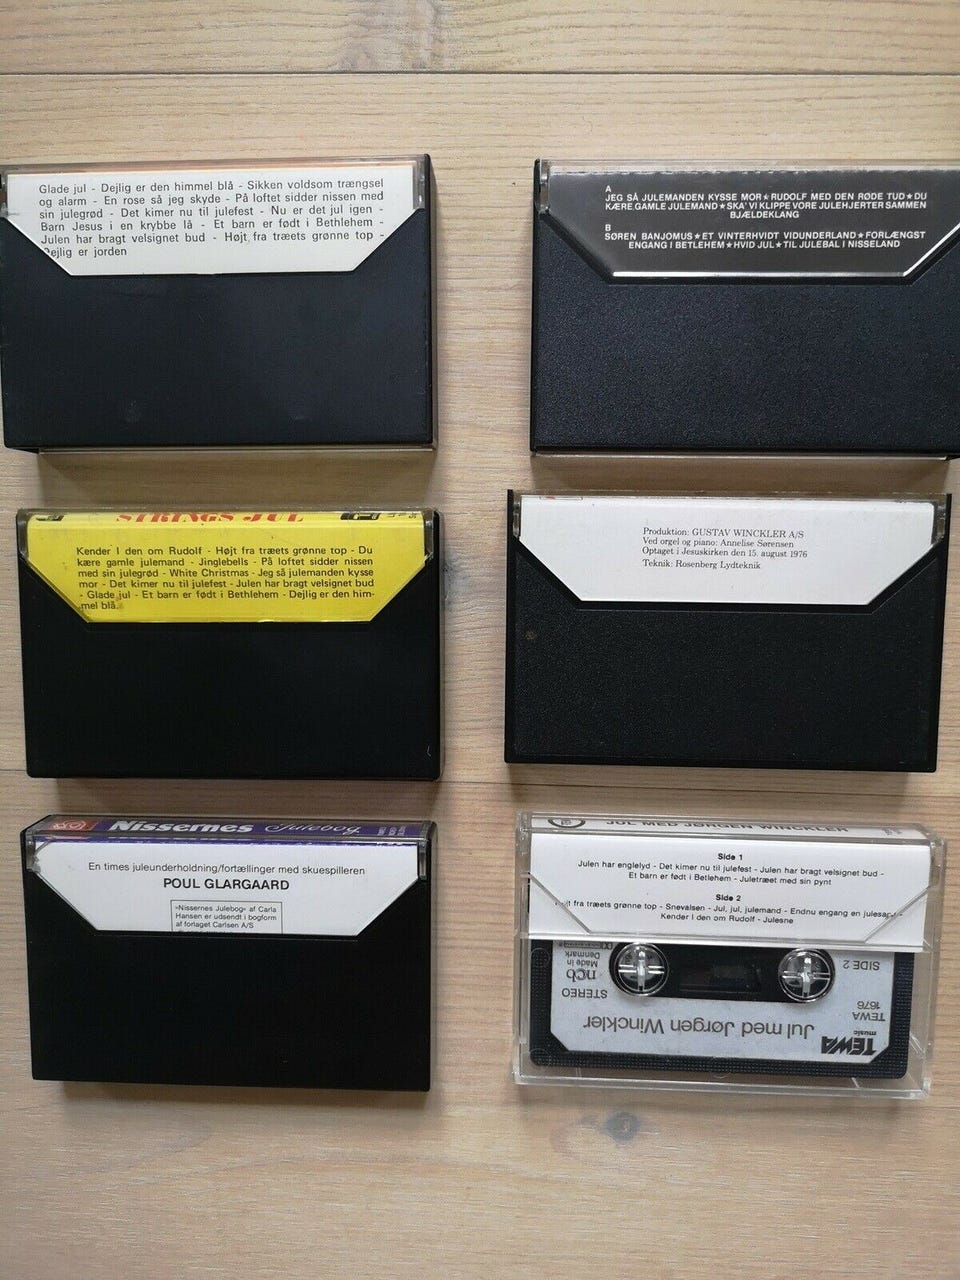 Glade jul - Dejlig er den himmel blå - Sikken voldsom trængsel
og alarm - En rose så jeg skyde - På loftet sidder nissen med
sin julegrød - Det kimer nu til julefest - Nu er det jul igen -
Barn Jesus i en krybbe lå - Et barn er født i Bethlehem -
Julen har bragt velsignet bud - Højt fra træets grønne top -
Dejlig er jorden
A
JEG SÅ JULEMANDEN KYSSE MOR ★ RUDOLF MED DEN RØDE TUD ★ DU
KÆRE GAMLE JULEMAND ★ SKA' VI KLIPPE VORE JULEHJERTER SAMMEN
BJÆLDEKLANG
B
SØREN BANJOMUS ★ ET VINTERHVIDT VIDUNDERLAND ★ FORLÆNGST
ENGANG I BETLEHEM ★ HVID JUL ★ TIL JULEBAL I NISSELAND
STRINGS JUL
Kender I den om Rudolf - Højt fra træets grønne top - Du
kære gamle julemand - Jinglebells - På loftet sidder nissen
med sin julegrød - White Christmas - Jeg så julemanden kysse
mor - Det kimer nu til julefest - Julen har bragt velsignet bud
- Glade jul - Et barn er født i Bethlehem - Dejlig er den him-
mel blå.
Produktion: GUSTAV WINCKLER A/S
Ved orgel og piano: Annelise Sørensen
Optaget i Jesuskirken den 15. august 1976
Teknik: Rosenberg Lydteknik
Nissernes Julebog
En times juleunderholdning/fortællinger med skuespilleren
POUL GLARGAARD
»Nissernes Julebog« af Carla
Hansen er udsendt i bogform
af forlaget Carlsen A/S
JUL MED JØRGEN WINCKLER
Side 1
Julen har englelyd - Det kimer nu til julefest - Julen har bragt velsignet bud -
Et barn er født i Betlehem - Juletræet med sin pynt
Side 2
fra træets grønne top - Snevalsen - Jul, jul, julemand - Endnu engang en
Kender I den om Rudolf - Julesne
TEWA
music
Jul med Jørgen Winckler
TEWA
1676
STEREO
SIDE 2
ncb
Made in
Denmark